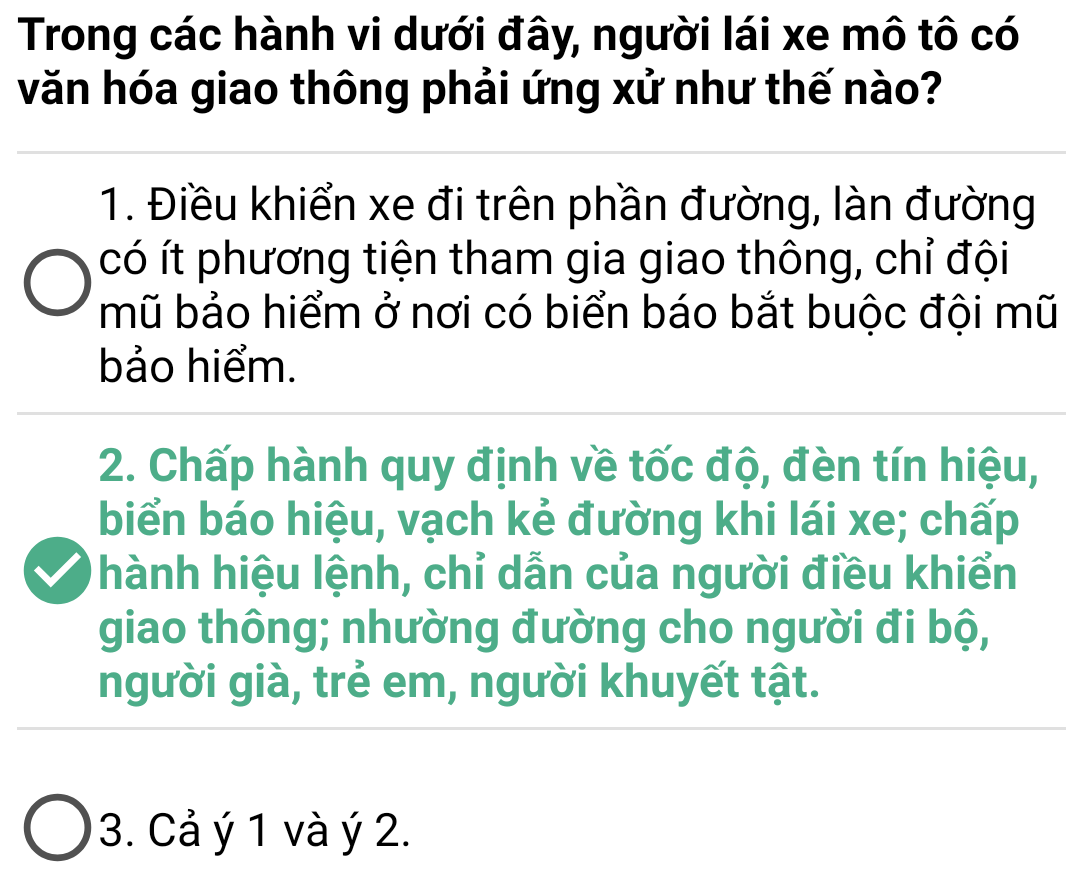 Trong các hành vi dưới đây, người lái xe mô tô có
văn hóa giao thông phải ứng xử như thế nào?
1. Điều khiển xe đi trên phần đường, làn đường
có ít phương tiện tham gia giao thông, chỉ đội
mũ bảo hiểm ở nơi có biển báo bắt buộc đội mũ
bảo hiểm.
2. Chấp hành quy định về tốc độ, đèn tín hiệu,
biển báo hiệu, vạch kẻ đường khi lái xe; chấp
hành hiệu lệnh, chỉ dẫn của người điều khiển
giao thông; nhường đường cho người đi bộ,
người già, trẻ em, người khuyết tật.
3. Cả ý 1 và ý 2.